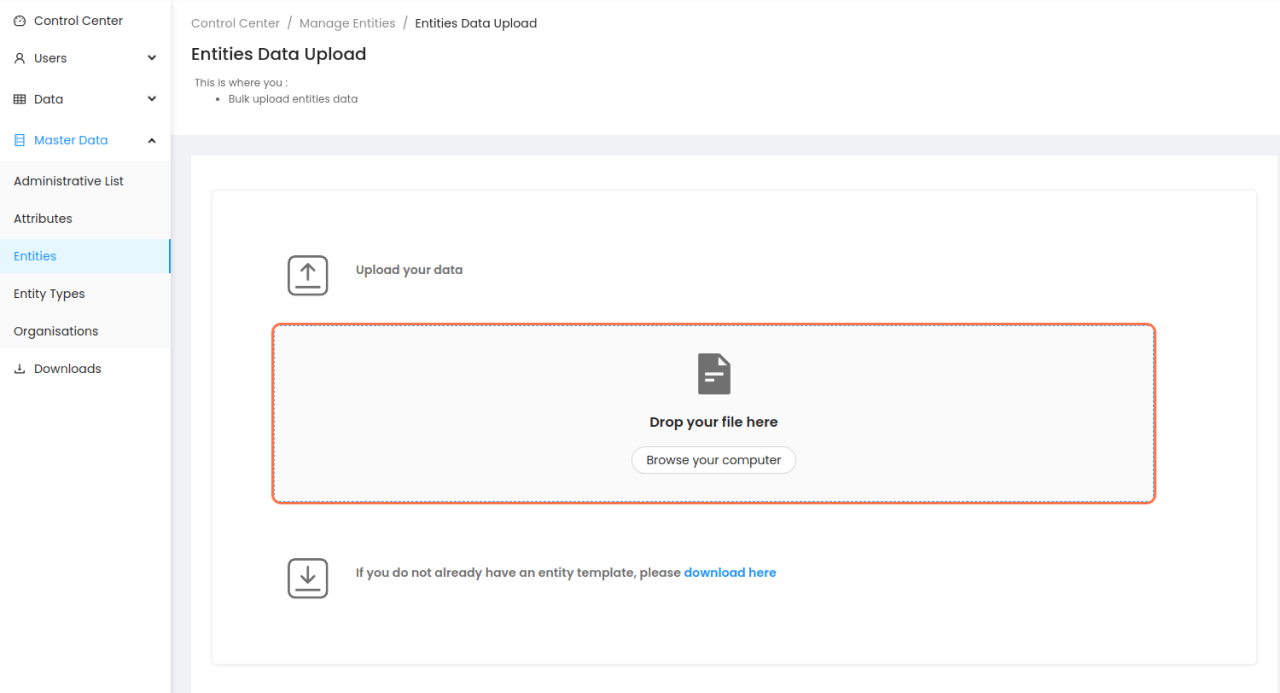 Control Center
Users
Data
Master Data
Administrative List
Attributes
Entities
Entity Types
Organisations
Downloads
Control Center / Manage Entities / Entities Data Upload
Entities Data Upload
This is where you :
• Bulk upload entities data
Upload your data
Drop your file here
Browse your computer
If you do not already have an entity template, please download here